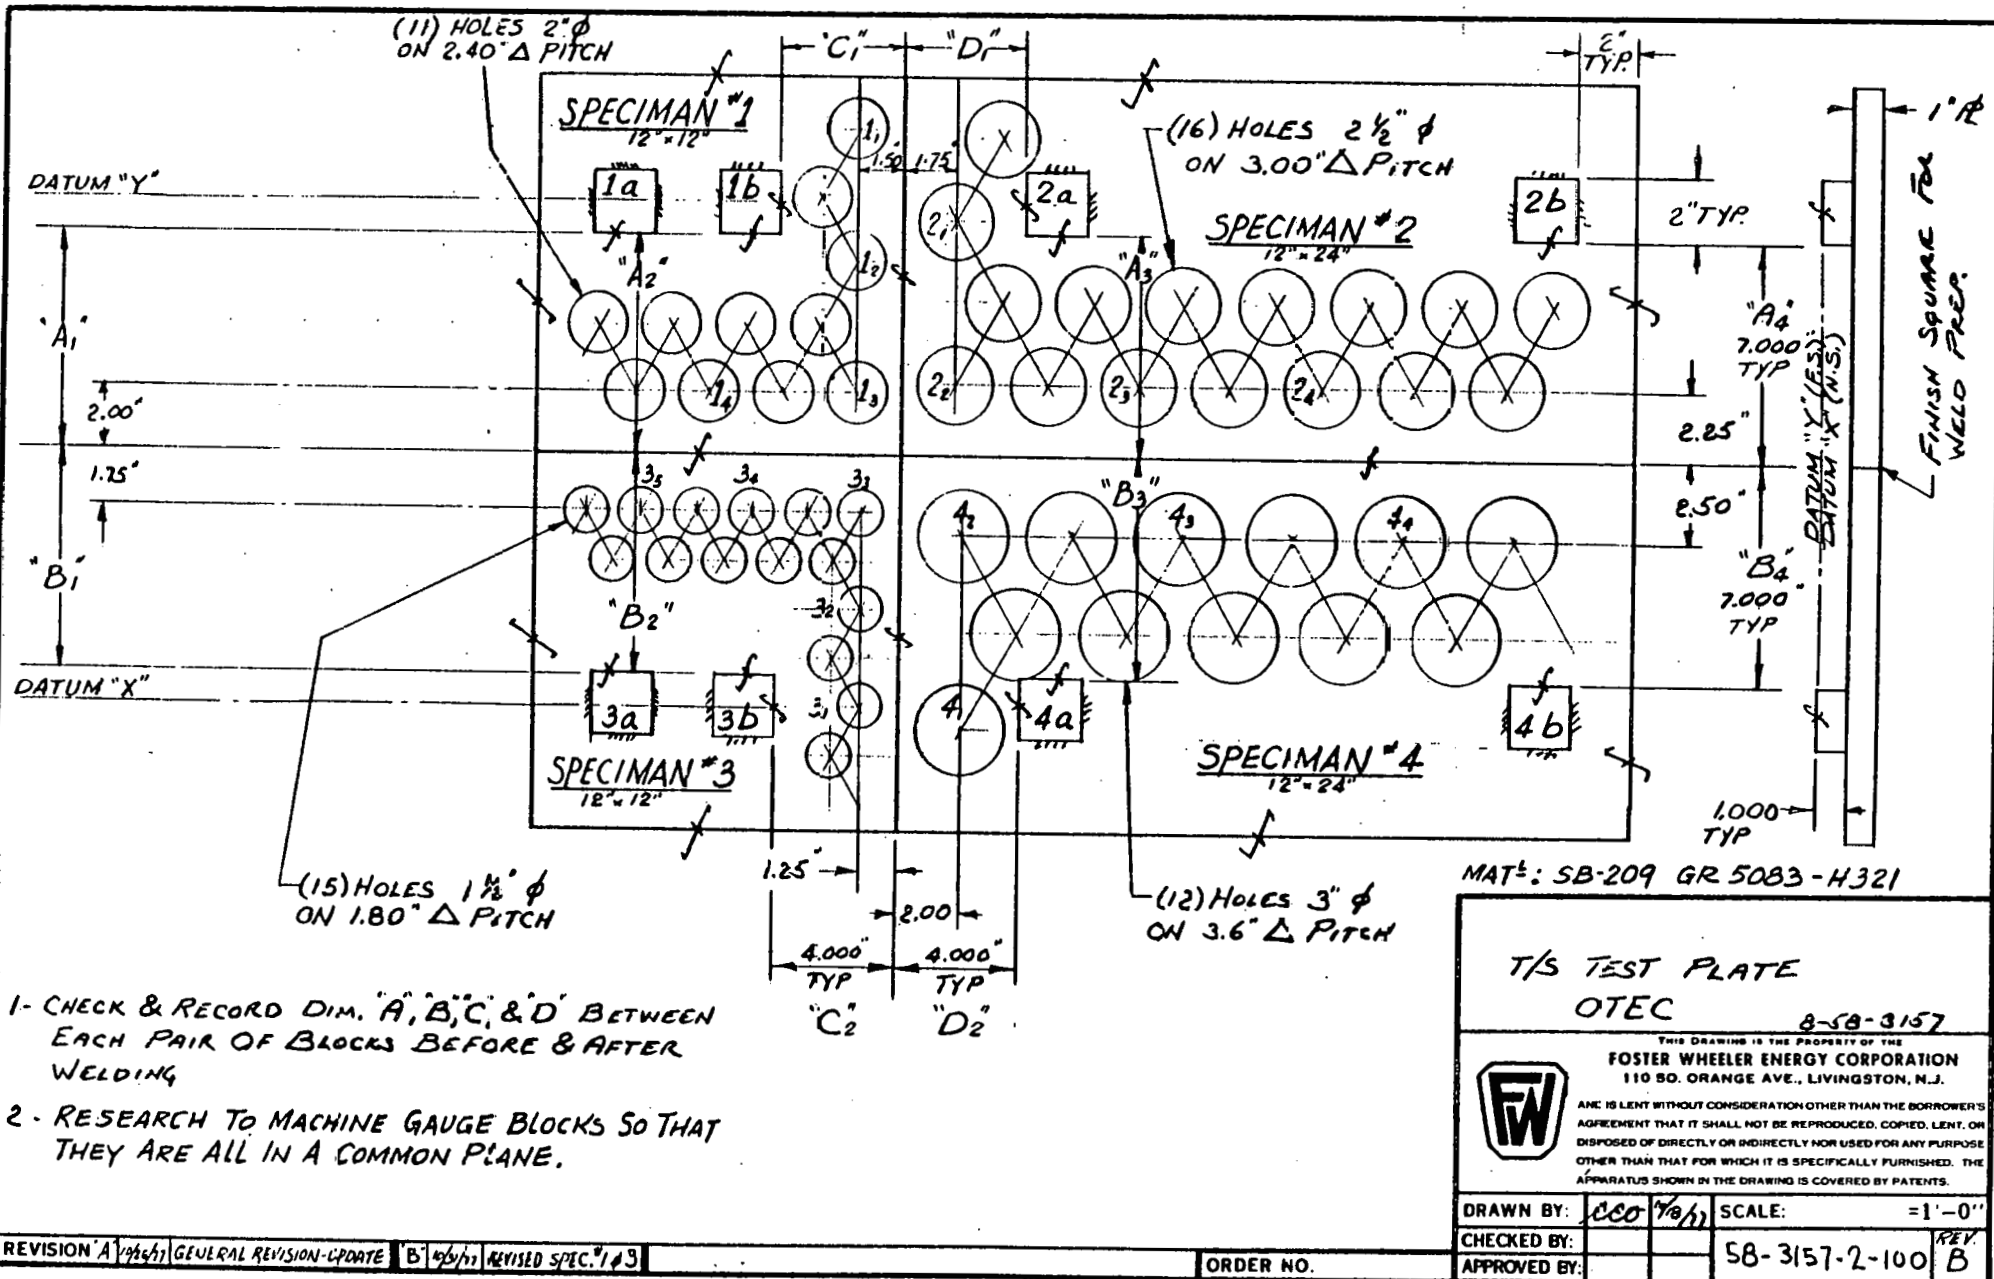 (11) HOLES 2" φ
ON 2.40" Δ PITCH
"C1"
"D1"
2"
TYP.
SPECIMAN #1
12"x12"
(16) HOLES 2 1/2" φ
ON 3.00" Δ PITCH
1" PL
1.50"
1.75"
DATUM "Y"
1a
1b
2a
2b
2" TYP.
SPECIMAN #2
12"x24"
"A1"
"A2"
"A3"
"A4"
7.000"
TYP
11
12
13
14
21
22
23
24
2.00"
2.25"
DATUM "Y" (F.S.)
DATUM "X" (N.S.)
FINISH SQUARE FOR
WELD PREP.
1.75"
2.50"
35
34
33
32
31
42
43
44
41
"B1"
"B2"
"B3"
"B4"
7.000"
TYP
DATUM "X"
3a
3b
4a
4b
SPECIMAN #3
12"x12"
SPECIMAN #4
12"x24"
1.000
TYP
1.25"
2.00
4.000"
TYP
"C2"
4.000"
TYP
"D2"
(15) HOLES 1 1/2" φ
ON 1.80" Δ PITCH
(12) HOLES 3" φ
ON 3.6" Δ PITCH
MAT'L: SB-209 GR 5083-H321
1- CHECK & RECORD DIM. "A", "B", "C", & "D" BETWEEN
EACH PAIR OF BLOCKS BEFORE & AFTER
WELDING
2 - RESEARCH TO MACHINE GAUGE BLOCKS SO THAT
THEY ARE ALL IN A COMMON PLANE.
T/S TEST PLATE
OTEC
8-58-3157
THIS DRAWING IS THE PROPERTY OF THE
FOSTER WHEELER ENERGY CORPORATION
110 SO. ORANGE AVE., LIVINGSTON, N.J.
AND IS LENT WITHOUT CONSIDERATION OTHER THAN THE BORROWER'S
AGREEMENT THAT IT SHALL NOT BE REPRODUCED, COPIED, LENT, OR
DISPOSED OF DIRECTLY OR INDIRECTLY NOR USED FOR ANY PURPOSE
OTHER THAN THAT FOR WHICH IT IS SPECIFICALLY FURNISHED. THE
APPARATUS SHOWN IN THE DRAWING IS COVERED BY PATENTS.
FW
DRAWN BY: CCO
SCALE: =1'-0"
CHECKED BY:
APPROVED BY:
58-3157-2-100
REV.
B
REVISION A GENERAL REVISION-UPDATE B REVISED SPEC. #1 & 3
ORDER NO.